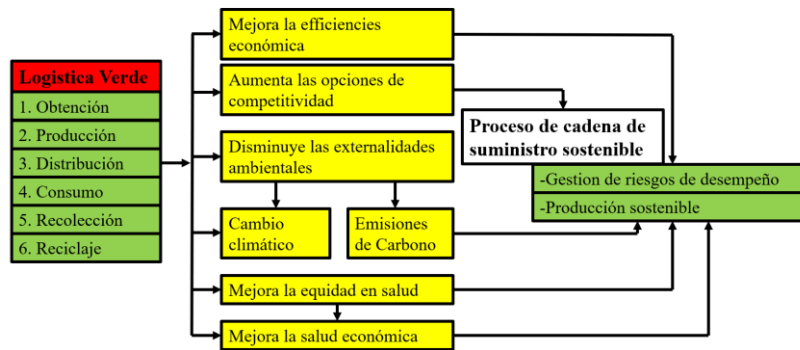 Logistica Verde
1. Obtención
2. Producción
3. Distribución
4. Consumo
5. Recolección
6. Reciclaje
Mejora la efficiencies
económica
Aumenta las opciones de
competitividad
Disminuye las externalidades
ambientales
Cambio
climático
Emisiones
de Carbono
Mejora la equidad en salud
Mejora la salud económica
Proceso de cadena de
suministro sostenible
-Gestion de riesgos de desempeño
-Producción sostenible